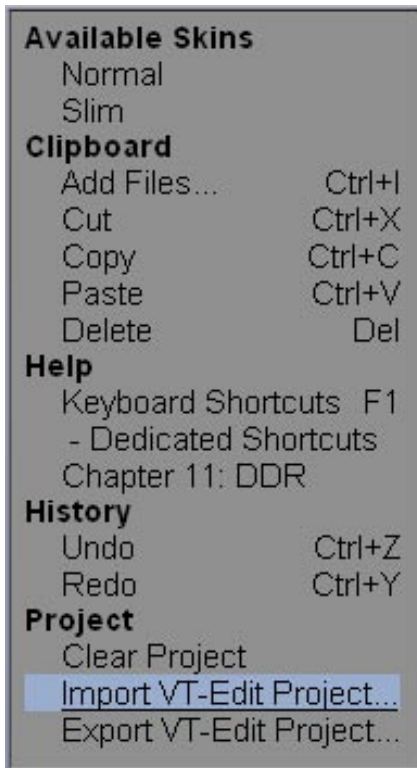 Available Skins
Normal
Slim
Clipboard
Add Files... Ctrl+I
Cut Ctrl+X
Copy Ctrl+C
Paste Ctrl+V
Delete Del
Help
Keyboard Shortcuts F1
- Dedicated Shortcuts
Chapter 11: DDR
History
Undo Ctrl+Z
Redo Ctrl+Y
Project
Clear Project
Import VT-Edit Project...
Export VT-Edit Project...